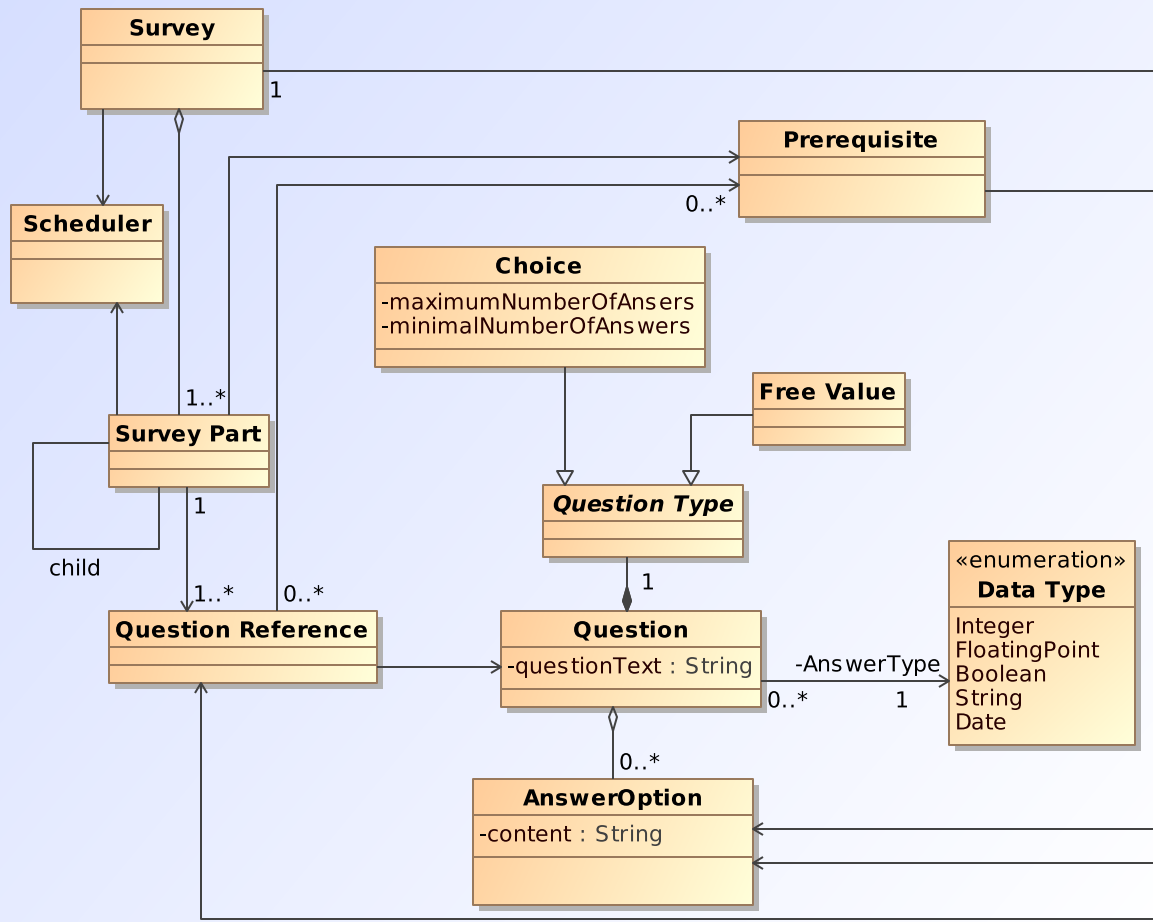 Survey
1
Prerequisite
0..*
Scheduler
Choice
-maximumNumberOfAnsers
-minimalNumberOfAnswers
1..*
Free Value
Survey Part
1
child
Question Type
1..*
0..*
1
«enumeration»
Data Type
Integer
FloatingPoint
Boolean
String
Date
Question Reference
Question
-questionText : String
-AnswerType
0..*
1
0..*
AnswerOption
-content : String